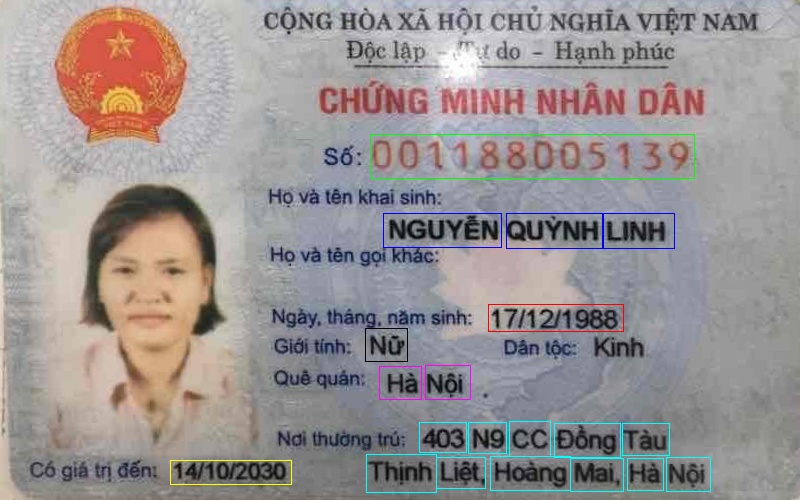 CỘNG HÒA XÃ HỘI CHỦ NGHĨA VIỆT NAM
Độc lập - Tự do - Hạnh phúc
CHỨNG MINH NHÂN DÂN
Số: 001188005139
Họ và tên khai sinh:
NGUYỄN QUỲNH LINH
Họ và tên gọi khác:
Ngày, tháng, năm sinh: 17/12/1988
Giới tính: Nữ Dân tộc: Kinh
Quê quán: Hà Nội .
Nơi thường trú: 403 N9 CC Đồng Tàu
Có giá trị đến: 14/10/2030 Thịnh Liệt, Hoàng Mai, Hà Nội